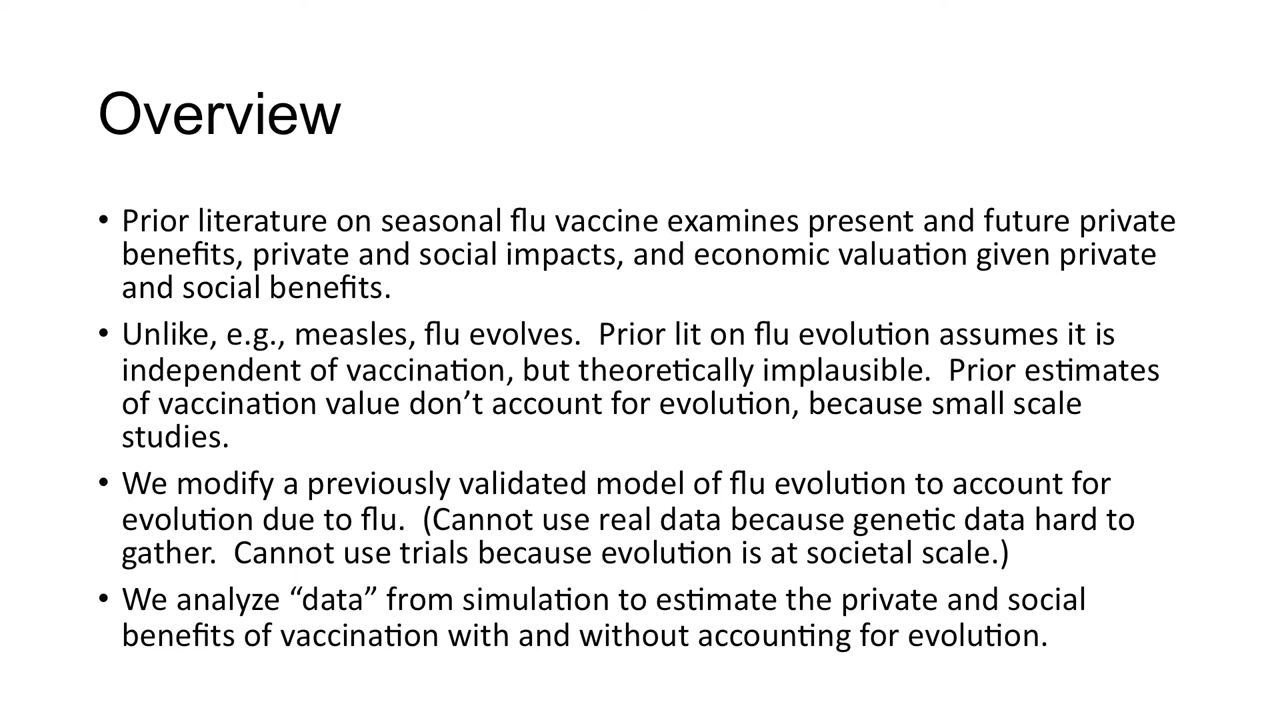 Overview
• Prior literature on seasonal flu vaccine examines present and future private
benefits, private and social impacts, and economic valuation given private
and social benefits.
• Unlike, e.g., measles, flu evolves.  Prior lit on flu evolution assumes it is
independent of vaccination, but theoretically implausible.  Prior estimates
of vaccination value don’t account for evolution, because small scale
studies.
• We modify a previously validated model of flu evolution to account for
evolution due to flu.  (Cannot use real data because genetic data hard to
gather.  Cannot use trials because evolution is at societal scale.)
• We analyze “data” from simulation to estimate the private and social
benefits of vaccination with and without accounting for evolution.